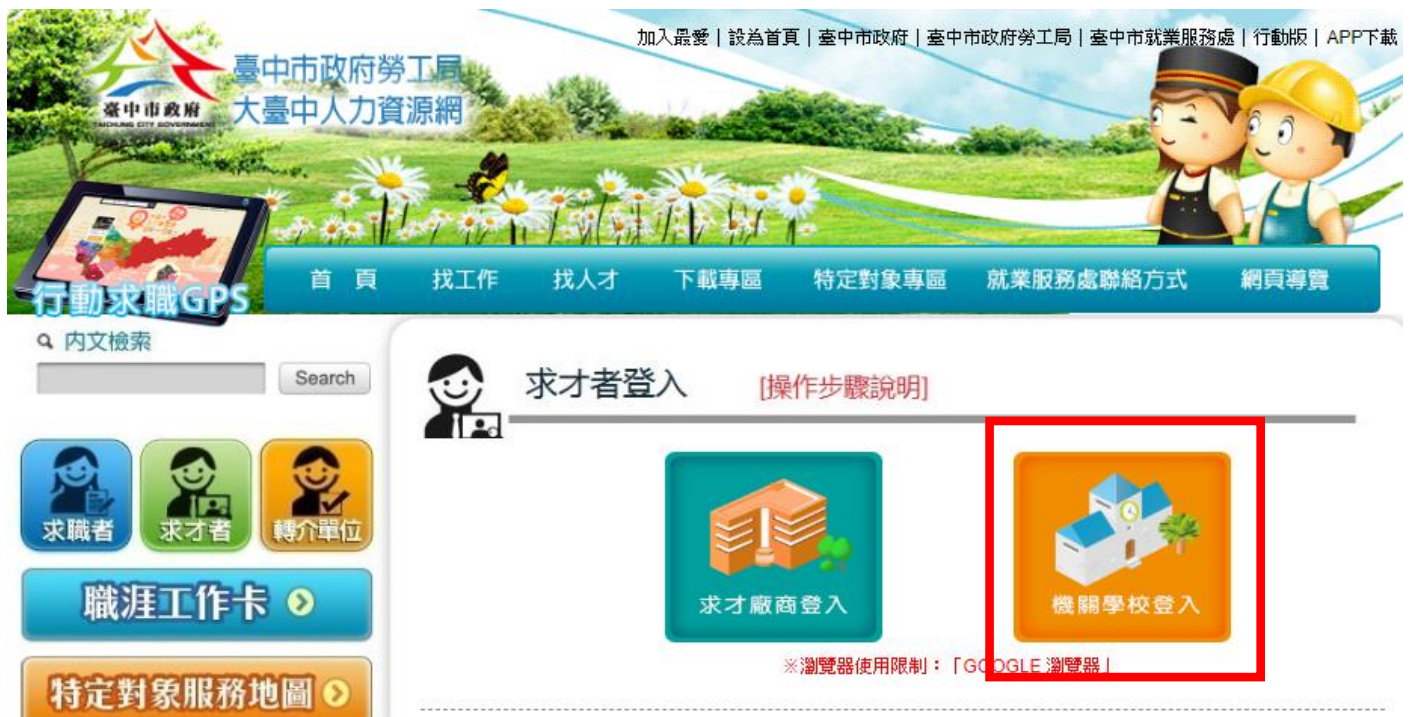 加入最愛 | 設為首頁 | 臺中市政府 | 臺中市政府勞工局 | 臺中市就業服務處 | 行動版 | APP下載
臺中市政府
TAICHUNG CITY GOVERNMENT
臺中市政府勞工局
大臺中人力資源網
行動求職GPS
首 頁 找工作 找人才 下載專區 特定對象專區 就業服務處聯絡方式 網頁導覽
內文檢索
Search
求職者 求才者 轉介單位
職涯工作卡
特定對象服務地圖
求才者登入 [操作步驟說明]
求才廠商登入 機關學校登入
※瀏覽器使用限制：「GOOGLE 瀏覽器」